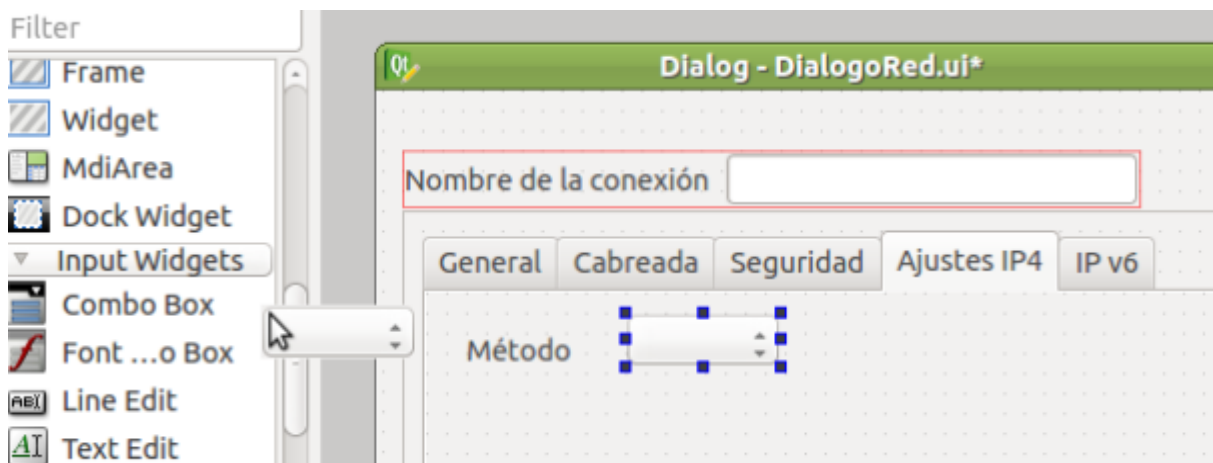 Filter
Frame
Widget
MdiArea
Dock Widget
Input Widgets
Combo Box
Font ...o Box
Line Edit
Text Edit
Dialog - DialogoRed.ui*
Nombre de la conexión
General Cabreada Seguridad Ajustes IP4 IP v6
Método